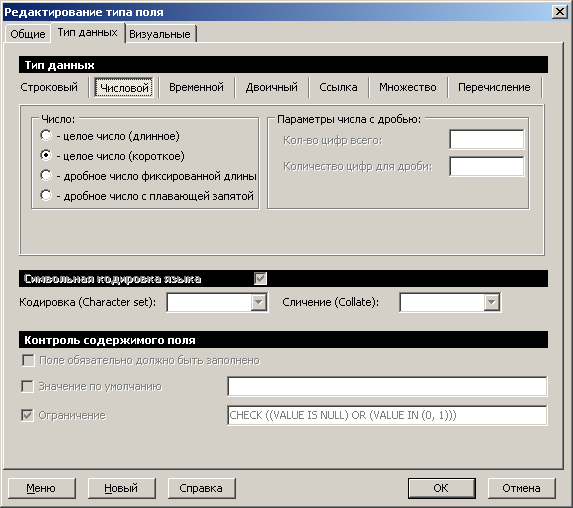 Редактирование типа поля
Общие Тип данных Визуальные
Тип данных
Строковый Числовой Временной Двоичный Ссылка Множество Перечисление
Число: Параметры числа с дробью:
- целое число (длинное) Кол-во цифр всего:
- целое число (короткое) Количество цифр для дроби:
- дробное число фиксированной длины
- дробное число с плавающей запятой
Символьная кодировка языка
Кодировка (Character set): Сличение (Collate):
Контроль содержимого поля
Поле обязательно должно быть заполнено
Значение по умолчанию
Ограничение CHECK ((VALUE IS NULL) OR (VALUE IN (0, 1)))
Меню Новый Справка OK Отмена